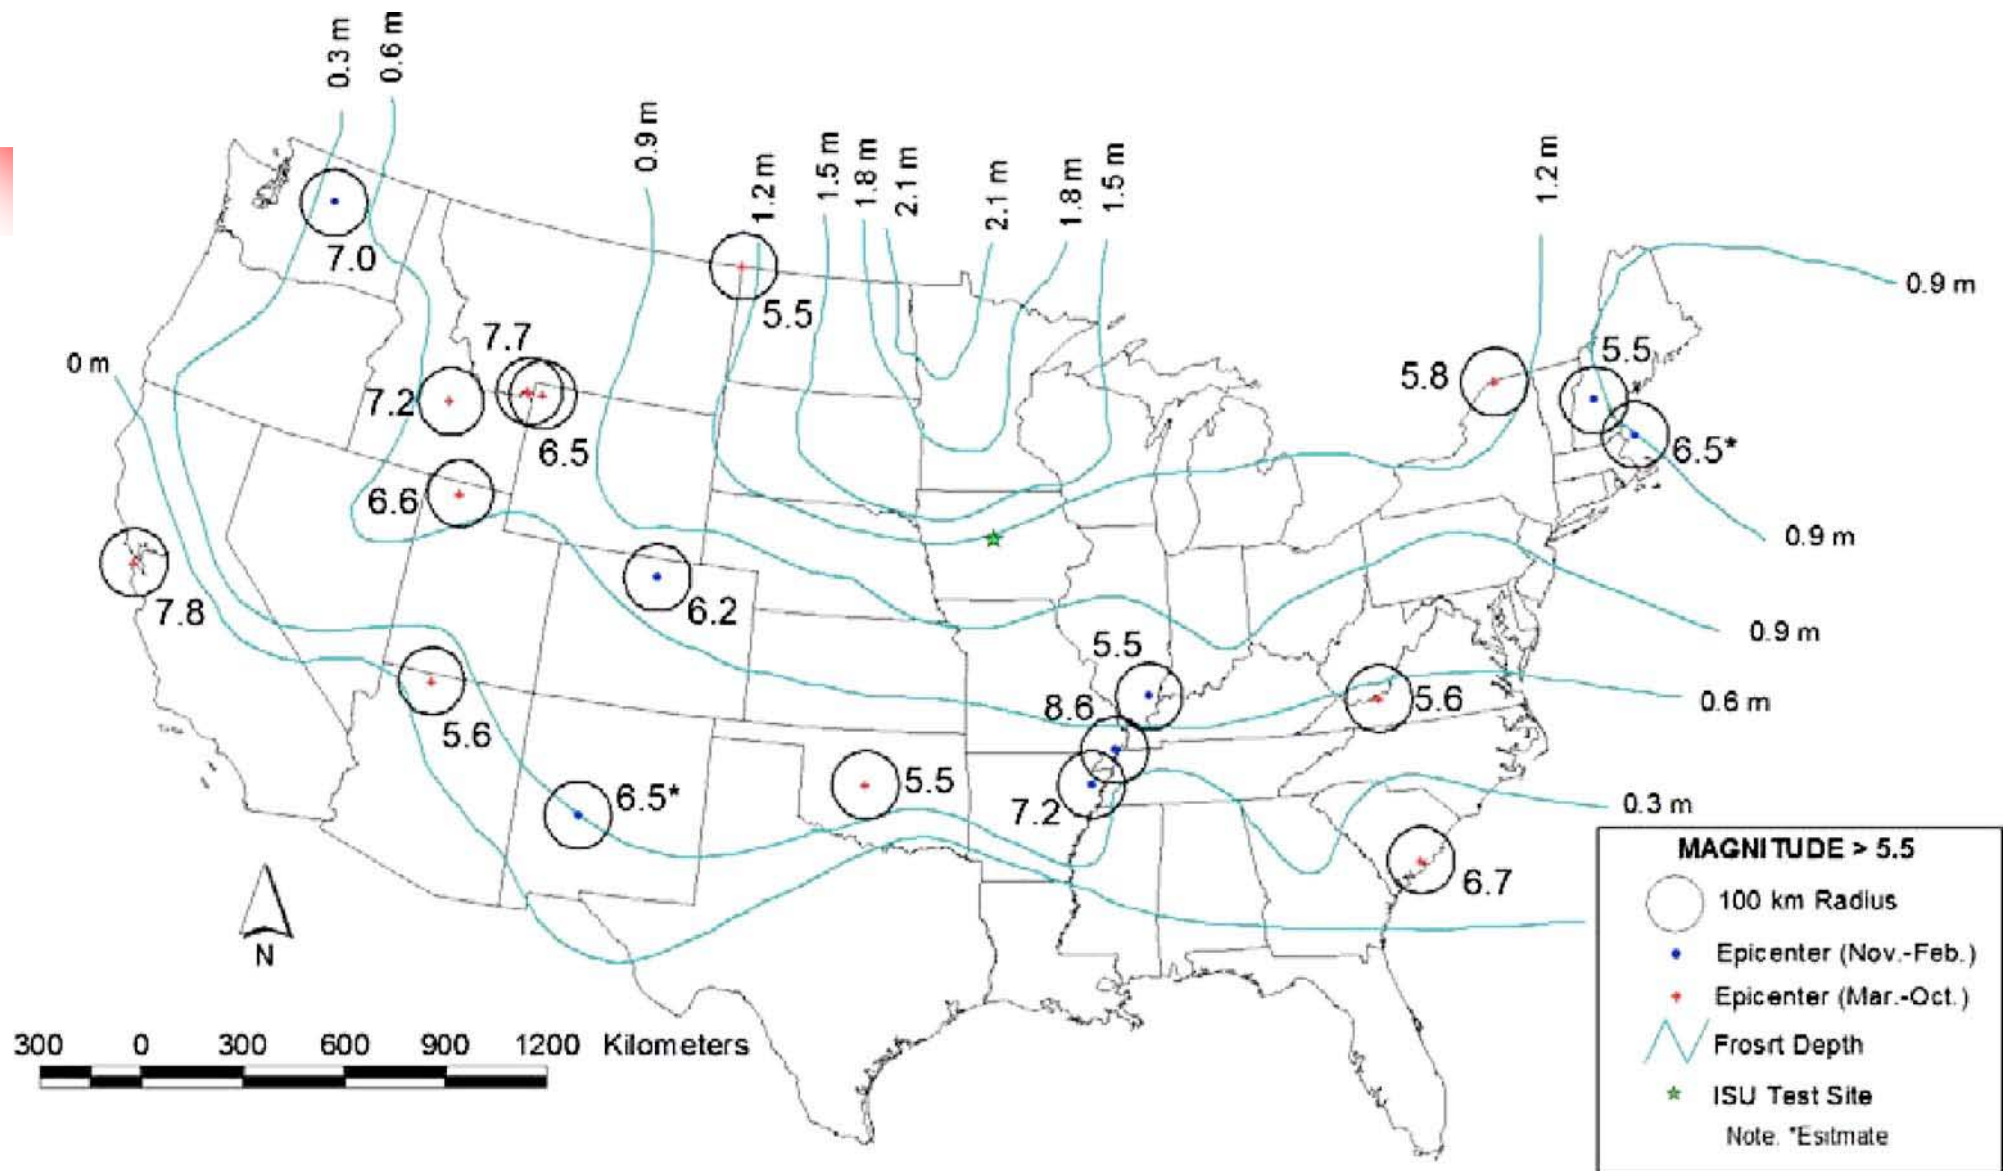 0.3 m
0.6 m
0.9 m
1.2 m
1.5 m
1.8 m
2.1 m
2.1 m
1.8 m
1.5 m
1.2 m
0.9 m
7.0
5.5
7.7
0 m
5.8
5.5
7.2
6.5
6.5*
6.6
0.9 m
7.8
6.2
0.9 m
5.5
8.6
5.6
0.6 m
5.6
6.5*
5.5
7.2
0.3 m
6.7
N
300 0 300 600 900 1200 Kilometers
MAGNITUDE > 5.5
100 km Radius
Epicenter (Nov.-Feb.)
Epicenter (Mar.-Oct.)
Frosrt Depth
ISU Test Site
Note. *Esitmate